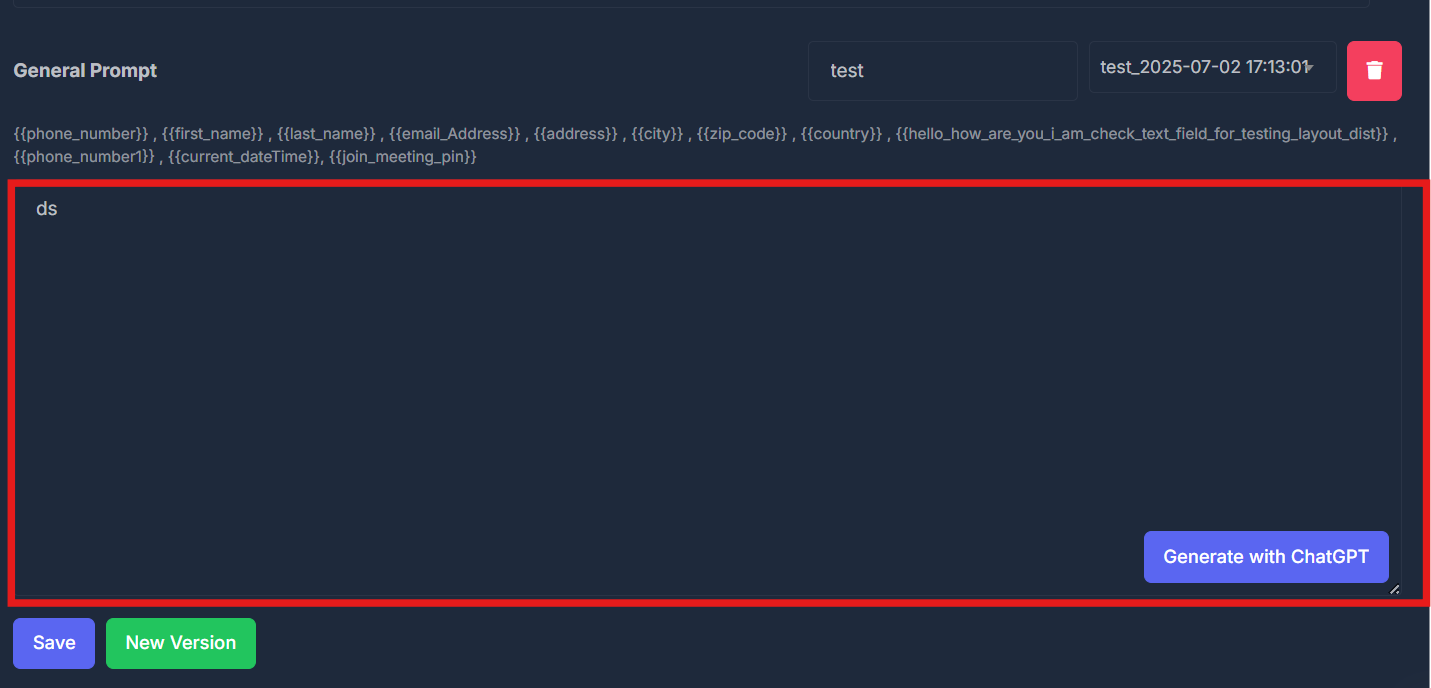 General Prompt
test
test_2025-07-02 17:13:01
{{phone_number}} , {{first_name}} , {{last_name}} , {{email_Address}} , {{address}} , {{city}} , {{zip_code}} , {{country}} , {{hello_how_are_you_i_am_check_text_field_for_testing_layout_dist}} ,
{{phone_number1}} , {{current_dateTime}}, {{join_meeting_pin}}
ds
Generate with ChatGPT
Save
New Version